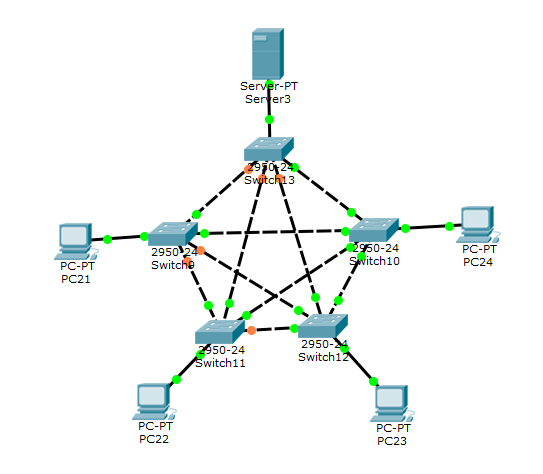 Server-PT
Server3
2950-24
Switch13
2950-24
Switch9
2950-24
Switch10
PC-PT
PC21
PC-PT
PC24
2950-24
Switch11
2950-24
Switch12
PC-PT
PC22
PC-PT
PC23